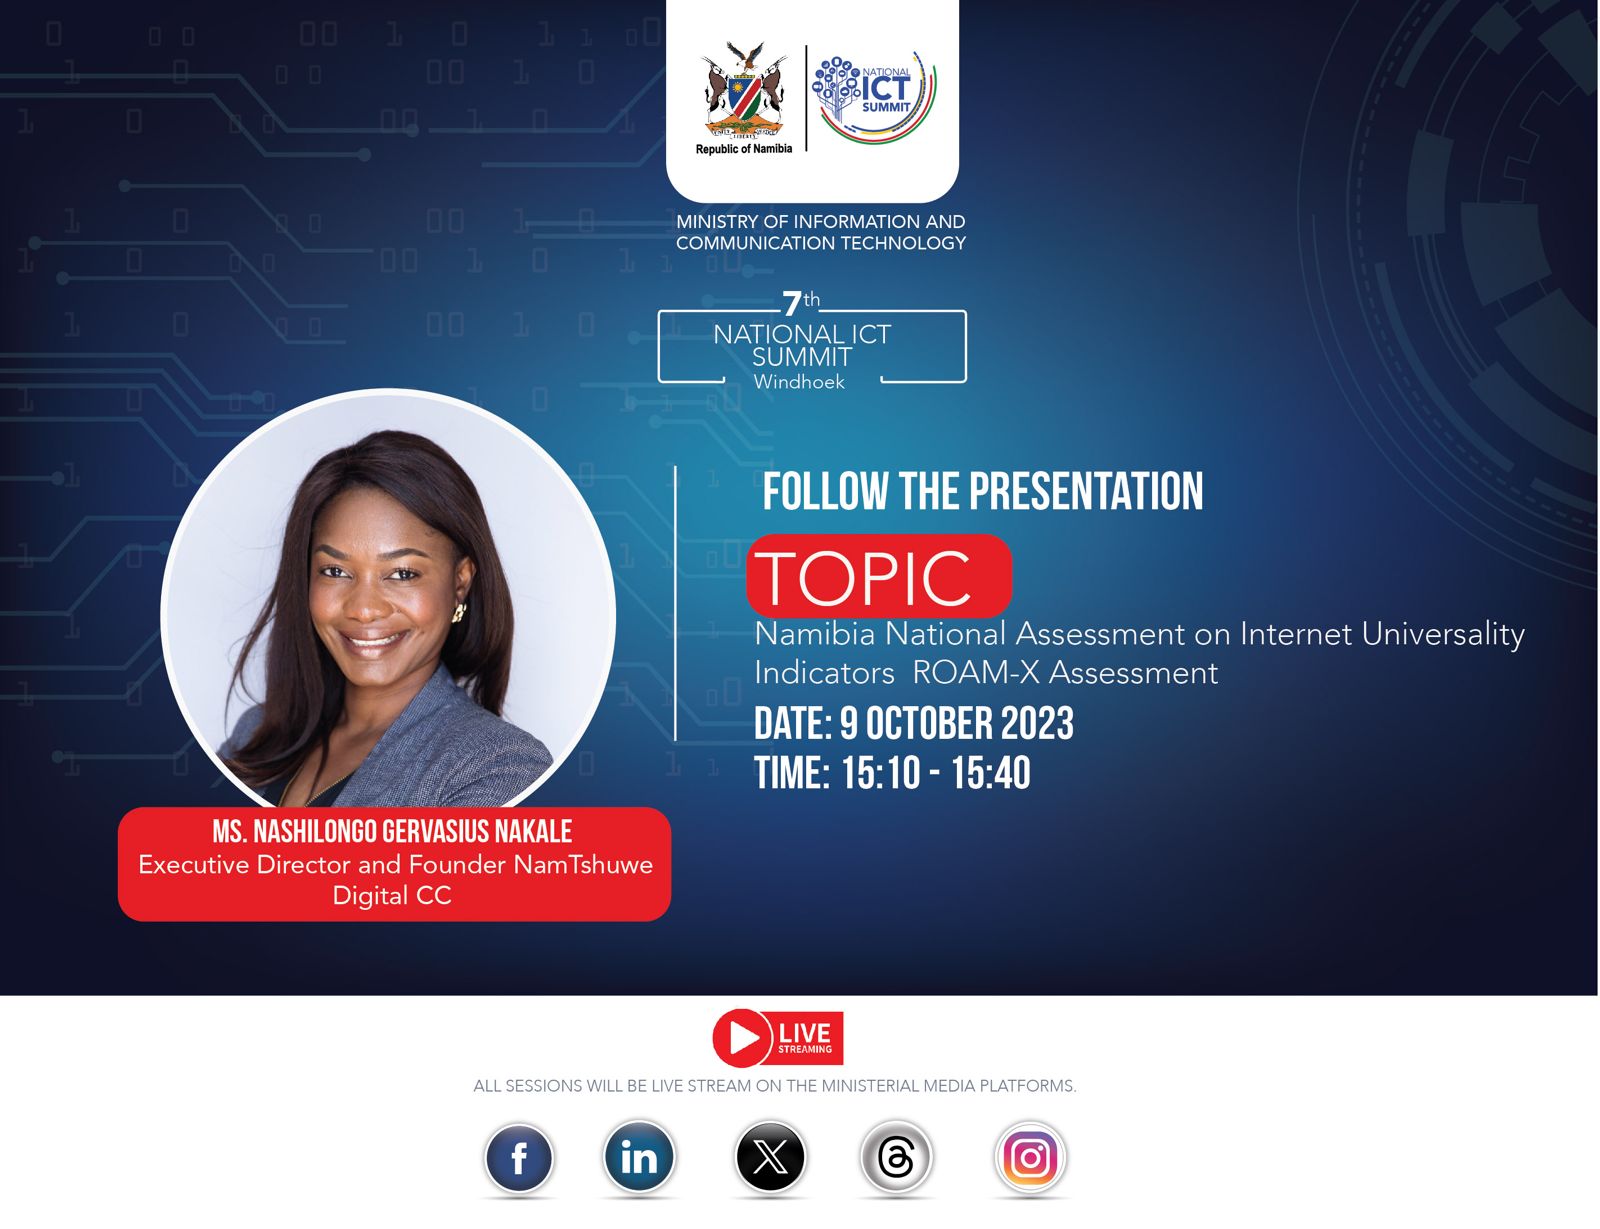 NATIONAL
ICT
SUMMIT
Republic of Namibia
MINISTRY OF INFORMATION AND
COMMUNICATION TECHNOLOGY
7th
NATIONAL ICT
SUMMIT
Windhoek
FOLLOW THE PRESENTATION
TOPIC
Namibia National Assessment on Internet Universality
Indicators ROAM-X Assessment
DATE: 9 OCTOBER 2023
TIME: 15:10 - 15:40
MS. NASHILONGO GERVASIUS NAKALE
Executive Director and Founder NamTshuwe
Digital CC
LIVE
STREAMING
ALL SESSIONS WILL BE LIVE STREAM ON THE MINISTERIAL MEDIA PLATFORMS.